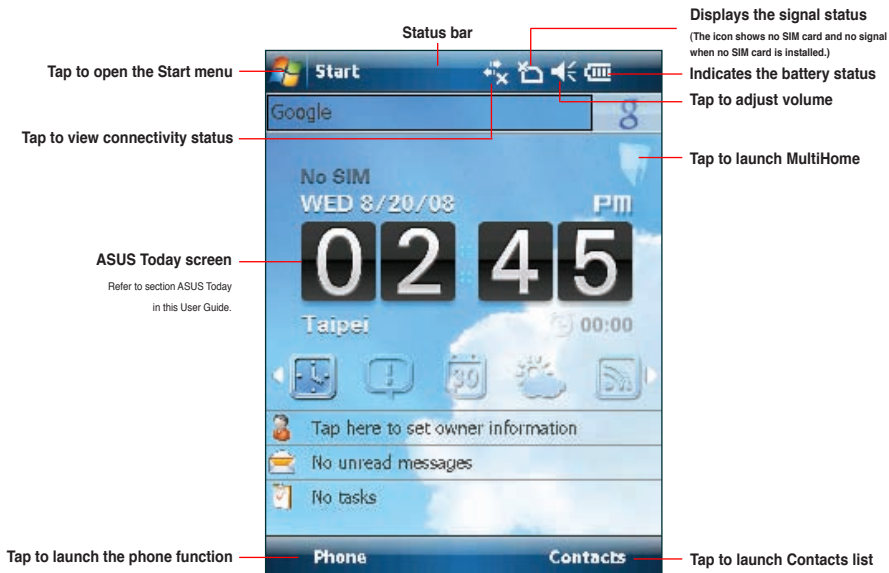 Displays the signal status
(The icon shows no SIM card and no signal
when no SIM card is installed.)
Status bar
Tap to open the Start menu
Start
Indicates the battery status
Tap to adjust volume
Google
g
Tap to view connectivity status
Tap to launch MultiHome
No SIM
WED 8/20/08
PM
02 45
ASUS Today screen
Refer to section ASUS Today
in this User Guide.
Taipei
00:00
30
Tap here to set owner information
No unread messages
No tasks
Tap to launch the phone function
Phone
Contacts
Tap to launch Contacts list